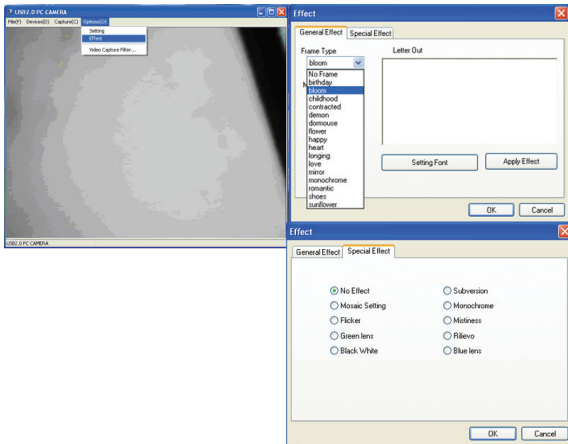 USB2.0 PC CAMERA
File(F) Devices(D) Capture(C) Options(O)
Setting
Effect
Video Capture Filter...
USB2.0 PC CAMERA
Effect
General Effect Special Effect
Frame Type Letter Out
bloom
No Frame
birthday
bloom
childhood
contracted
demon
domouse
flower
happy
heart
longing
love
mirror
monochrome
romantic
shoes
sunflower
Setting Font Apply Effect
OK Cancel
Effect
General Effect Special Effect
No Effect Subversion
Mosaic Setting Monochrome
Flicker Mistiness
Green lens Rilievo
Black White Blue lens
OK Cancel